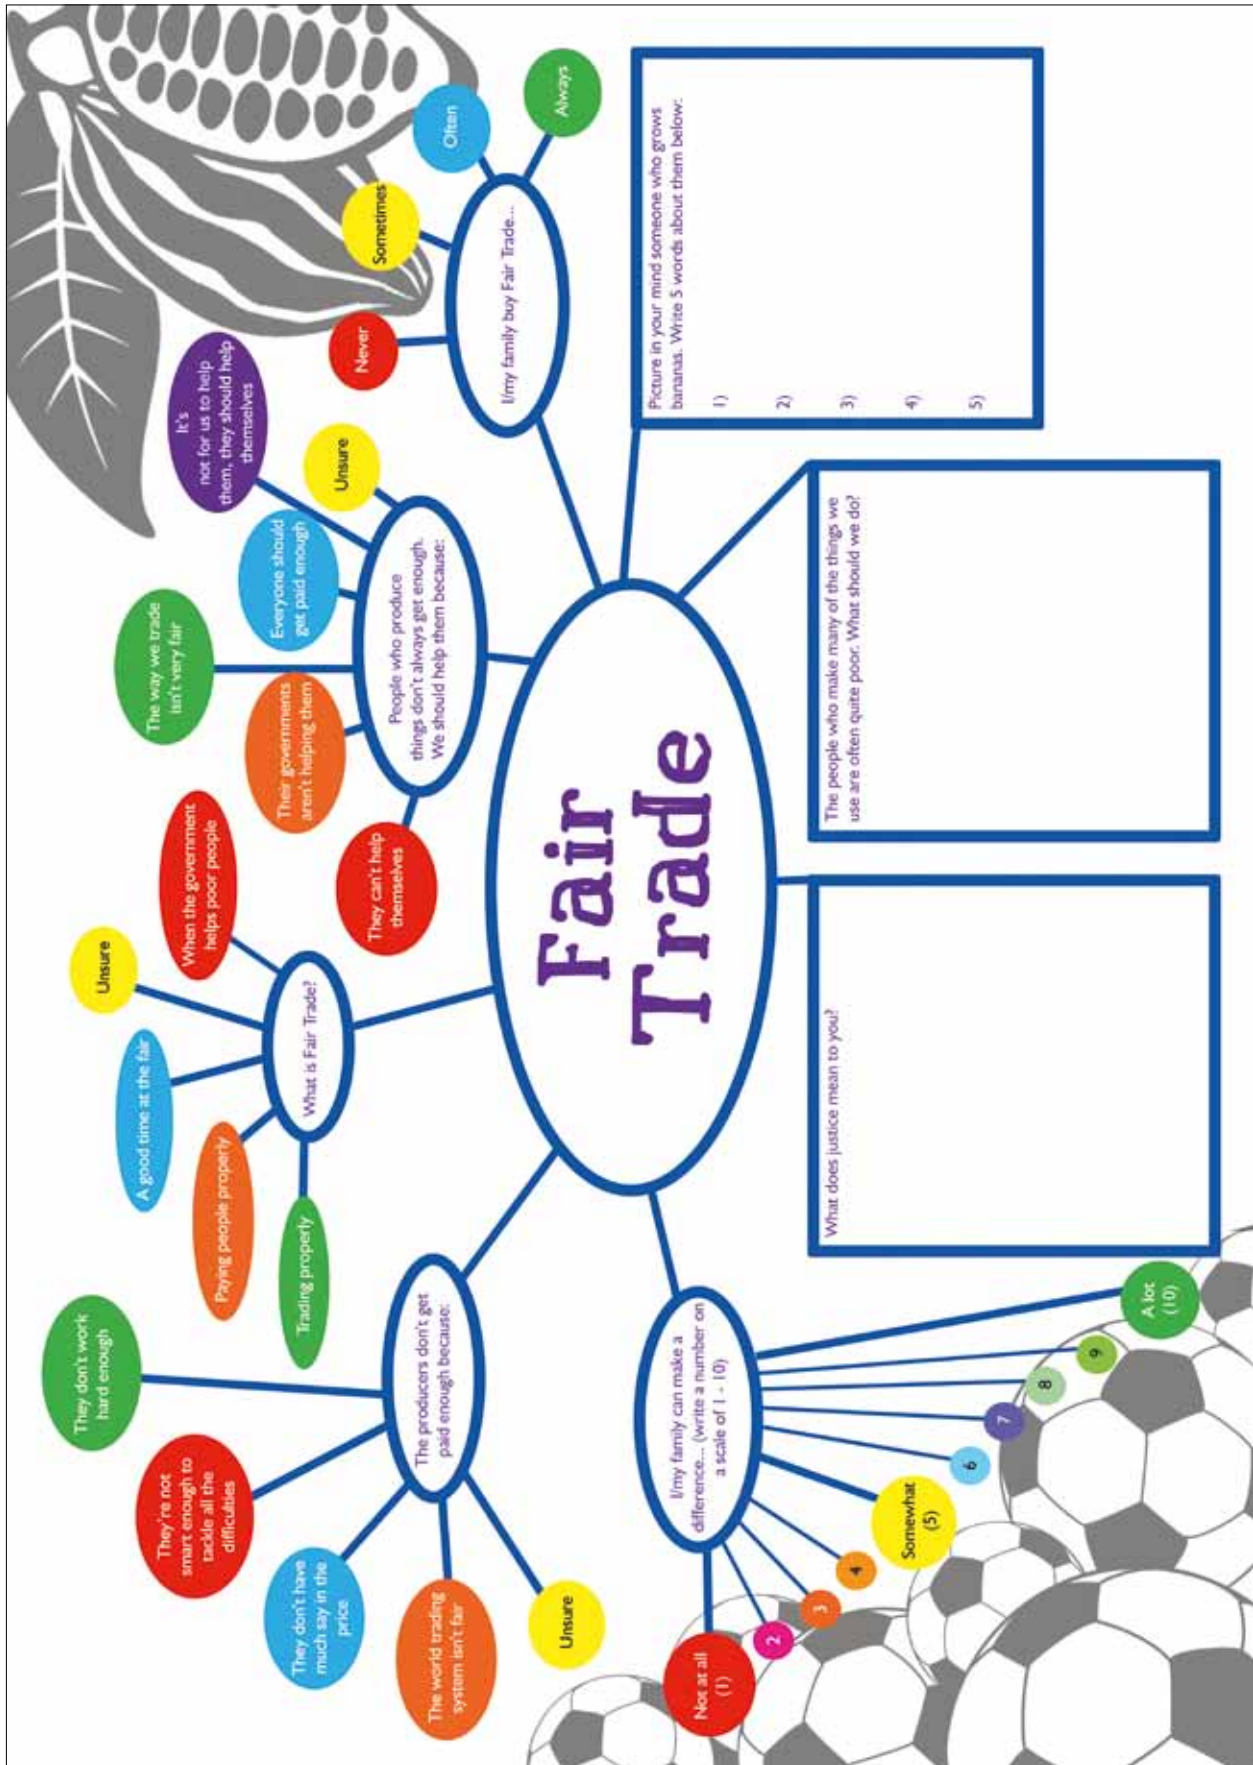 They don't work
hard enough
They're not
smart enough to
tackle all the
difficulties
They don't have
much say in the
price
The world trading
system isn't fair
Unsure
The producers don't get
paid enough because:
Unsure
A good time at the fair
Paying people properly
Trading properly
When the government
helps poor people
What is Fair Trade?
The way we trade
isn't very fair
Their governments
aren't helping them
They can't help
themselves
Everyone should
get paid enough
It's
not for us to help
them, they should help
themselves
Unsure
People who produce
things don't always get enough.
We should help them because:
Never
Sometimes
Often
Always
I/my family buy Fair Trade...
Fair
Trade
I/my family can make a
difference... (write a number on
a scale of 1 - 10)
Not at all
(1)
2
3
4
Somewhat
(5)
6
7
8
9
A lot
(10)
What does justice mean to you?
The people who make many of the things we
use are often quite poor. What should we do?
Picture in your mind someone who grows
bananas. Write 5 words about them below:
1)
2)
3)
4)
5)